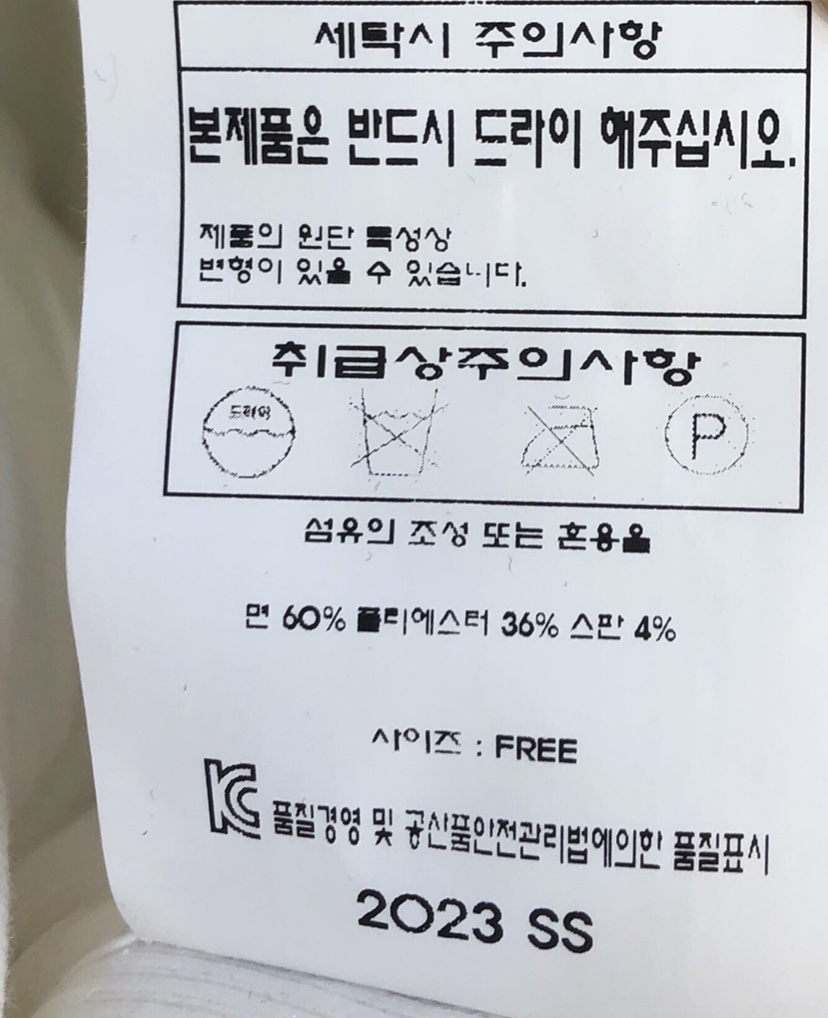 세탁시 주의사항
본제품은 반드시 드라이 해주십시오.
제품의 원단 특성상
변형이 있을 수 있습니다.
취급상주의사항
드라이
P
섬유의 조성 또는 혼용율
면 60% 폴리에스터 36% 스판 4%
사이즈 : FREE
KC 품질경영 및 공산품안전관리법에의한 품질표시
2023 SS